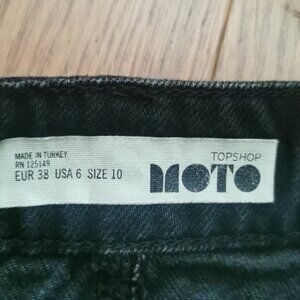 MADE IN TURKEY
RN 125149
EUR 38 USA 6 SIZE 10
TOPSHOP
MOTO